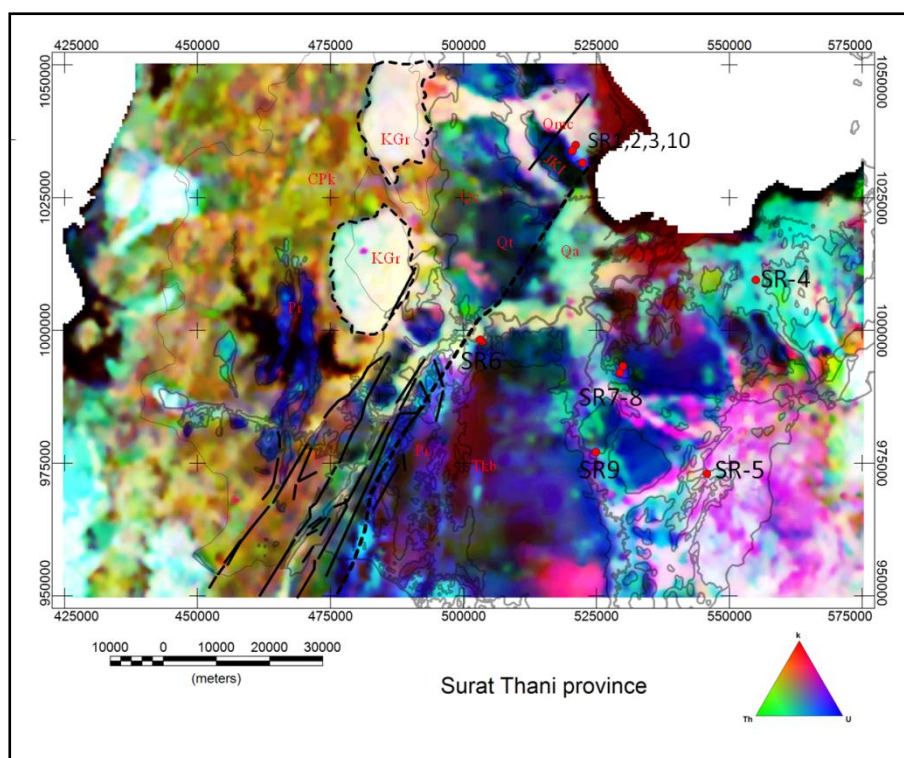 425000 450000 475000 500000 525000 550000 575000
1050000 1050000
KGr
Qmc
SR1,2,3,10
JKl
CPk
1025000 1025000
Qt
Qa
KGr
SR-4
Pr
1000000 1000000
SR6
SR7-8
SR9
SR-5
975000 975000
Tkb
950000 950000
425000 450000 475000 500000 525000 550000 575000
10000 0 10000 20000 30000
(meters)
Surat Thani province
k
Th U